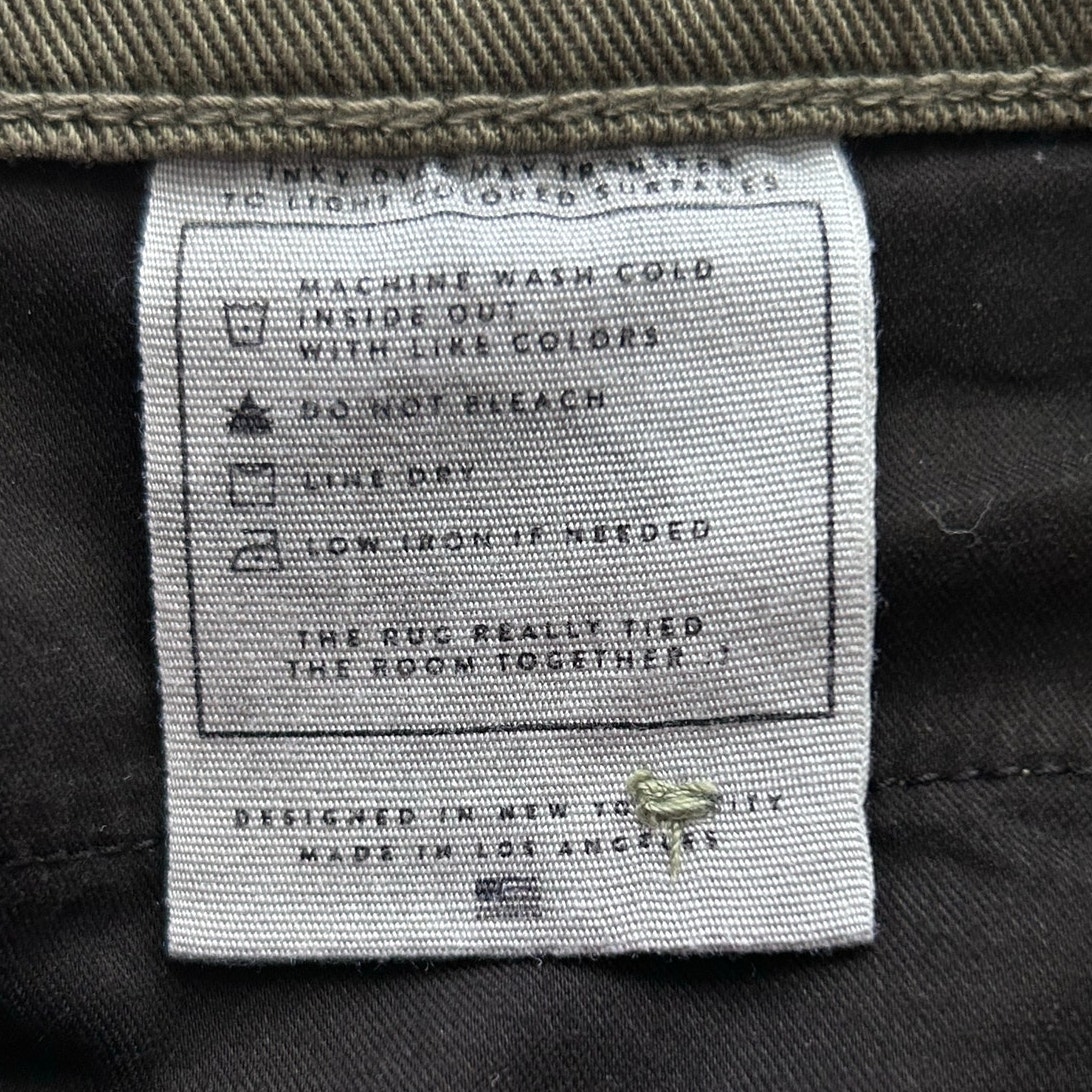 INKY DYES MAY TRANSFER
TO LIGHT COLORED SURFACES
MACHINE WASH COLD
INSIDE OUT
WITH LIKE COLORS
DO NOT BLEACH
LINE DRY
LOW IRON IF NEEDED
THE RUG REALLY TIED
THE ROOM TOGETHER..?
DESIGNED IN NEW YORK CITY
MADE IN LOS ANGELES